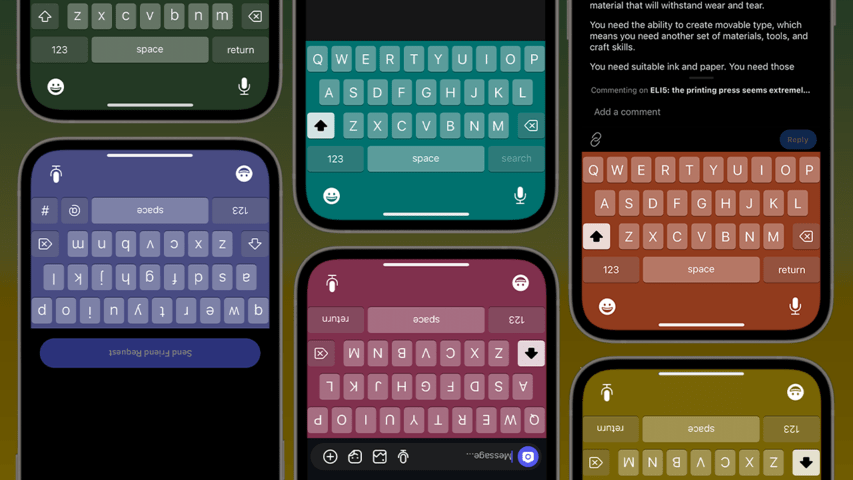 z x c v b n m
123 space return
# @ space 123
z x c v b n m
a s d f g h j k l
q w e r t y u i o p
Send Friend Request
Q W E R T Y U I O P
A S D F G H J K L
Z X C V B N M
123 space search
123 space return
Z X C V B N M
A S D F G H J K L
Q W E R T Y U I O P
Message...
material that will withstand wear and tear.
You need the ability to create movable type, which
means you need another set of materials, tools, and
craft skills.
You need suitable ink and paper. You need those
Commenting on ELI5: the printing press seems extremel...
Add a comment
Reply
Q W E R T Y U I O P
A S D F G H J K L
Z X C V B N M
123 space return
123 space return
Z X C V B N M